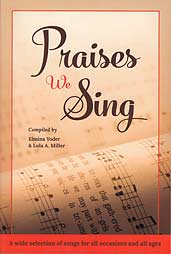 Praises
We
Sing
Compiled by
Elmina Yoder
& Lula A. Miller
A wide selection of songs for all occasions and all ages